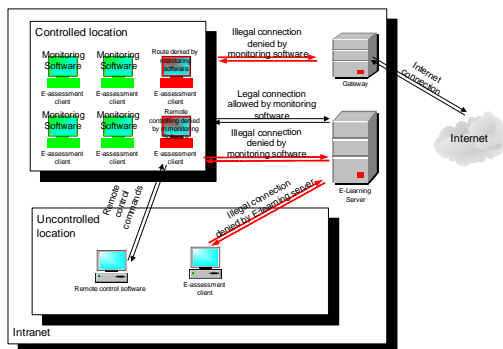 Controlled location
Monitoring
Software
E-assessment
client
Monitoring
Software
E-assessment
client
Route denied by
monitoring
software
E-assessment
client
Monitoring
Software
E-assessment
client
Monitoring
Software
E-assessment
client
Remote
controlling denied
by m monitoring
software
E-assessment
client
Illegal connection
denied by
monitoring software
Gateway
Internet
connection
Internet
Legal connection
allowed by monitoring
software
Illegal connection
denied by
monitoring software
E-Learning
Server
Remote
control
commands
Illegal connection
denied by E-learning server
Uncontrolled
location
Remote control software
E-assessment
client
Intranet